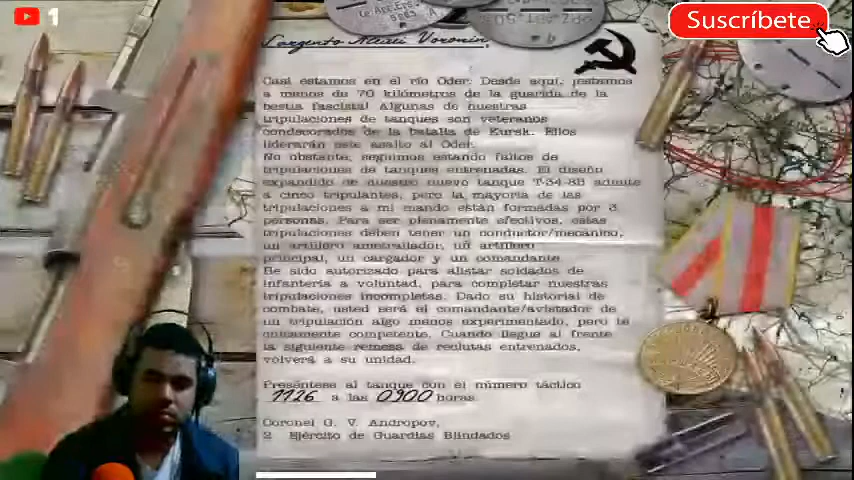 1
Suscríbete
Sargento Alexei Voronin,
Casi estamos en el río Oder. Desde aquí, ¡estamos
a menos de 70 kilómetros de la guarida de la
bestia fascista! Algunas de nuestras
tripulaciones de tanques son veteranos
condecorados de la batalla de Kursk. Ellos
liderarán este asalto al Oder.
No obstante, seguimos estando faltos de
tripulaciones de tanques entrenadas. El diseño
expandido de nuestro nuevo tanque T-34-85 admite
a cinco tripulantes, pero la mayoría de las
tripulaciones a mi mando están formadas por 3
personas. Para ser plenamente efectivos, estas
tripulaciones deben tener un conductor/mecánico,
un artillero ametrallador, un artillero
principal, un cargador y un comandante.
He sido autorizado para alistar soldados de
infantería a voluntad, para completar nuestras
tripulaciones incompletas. Dado su historial de
combate, usted será el comandante/avistador de
un tripulación algo menos experimentado, pero
competente. Cuando llegue al frente
la siguiente remesa de reclutas entrenados,
volverá a su unidad.
Preséntese al tanque con el número táctico
1126 a las 0900 horas.
Coronel G. V. Andropov,
2 Ejército de Guardias Blindados